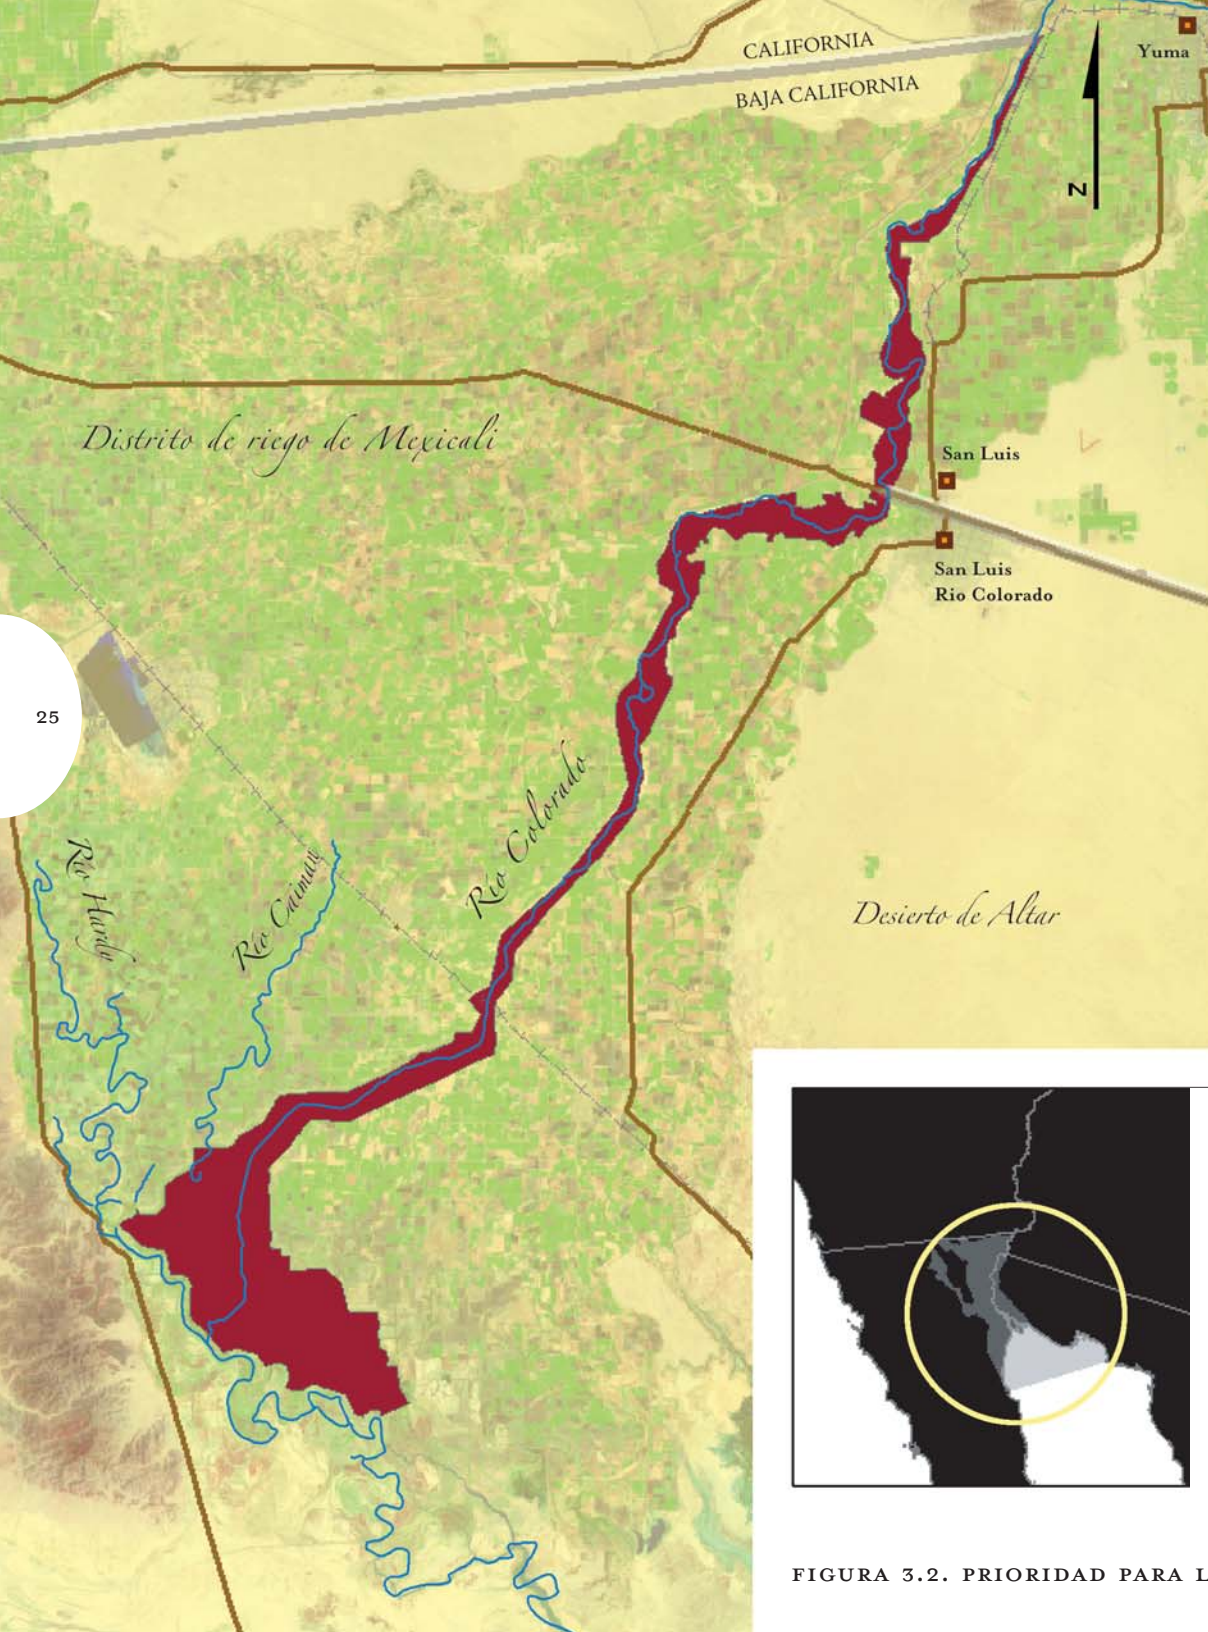 CALIFORNIA
BAJA CALIFORNIA
Yuma
N
Distrito de riego de Mexicali
San Luis
San Luis
Rio Colorado
25
Río Colorado
Río Hardy
Río Caiman
Desierto de Altar
FIGURA 3.2. PRIORIDAD PARA L